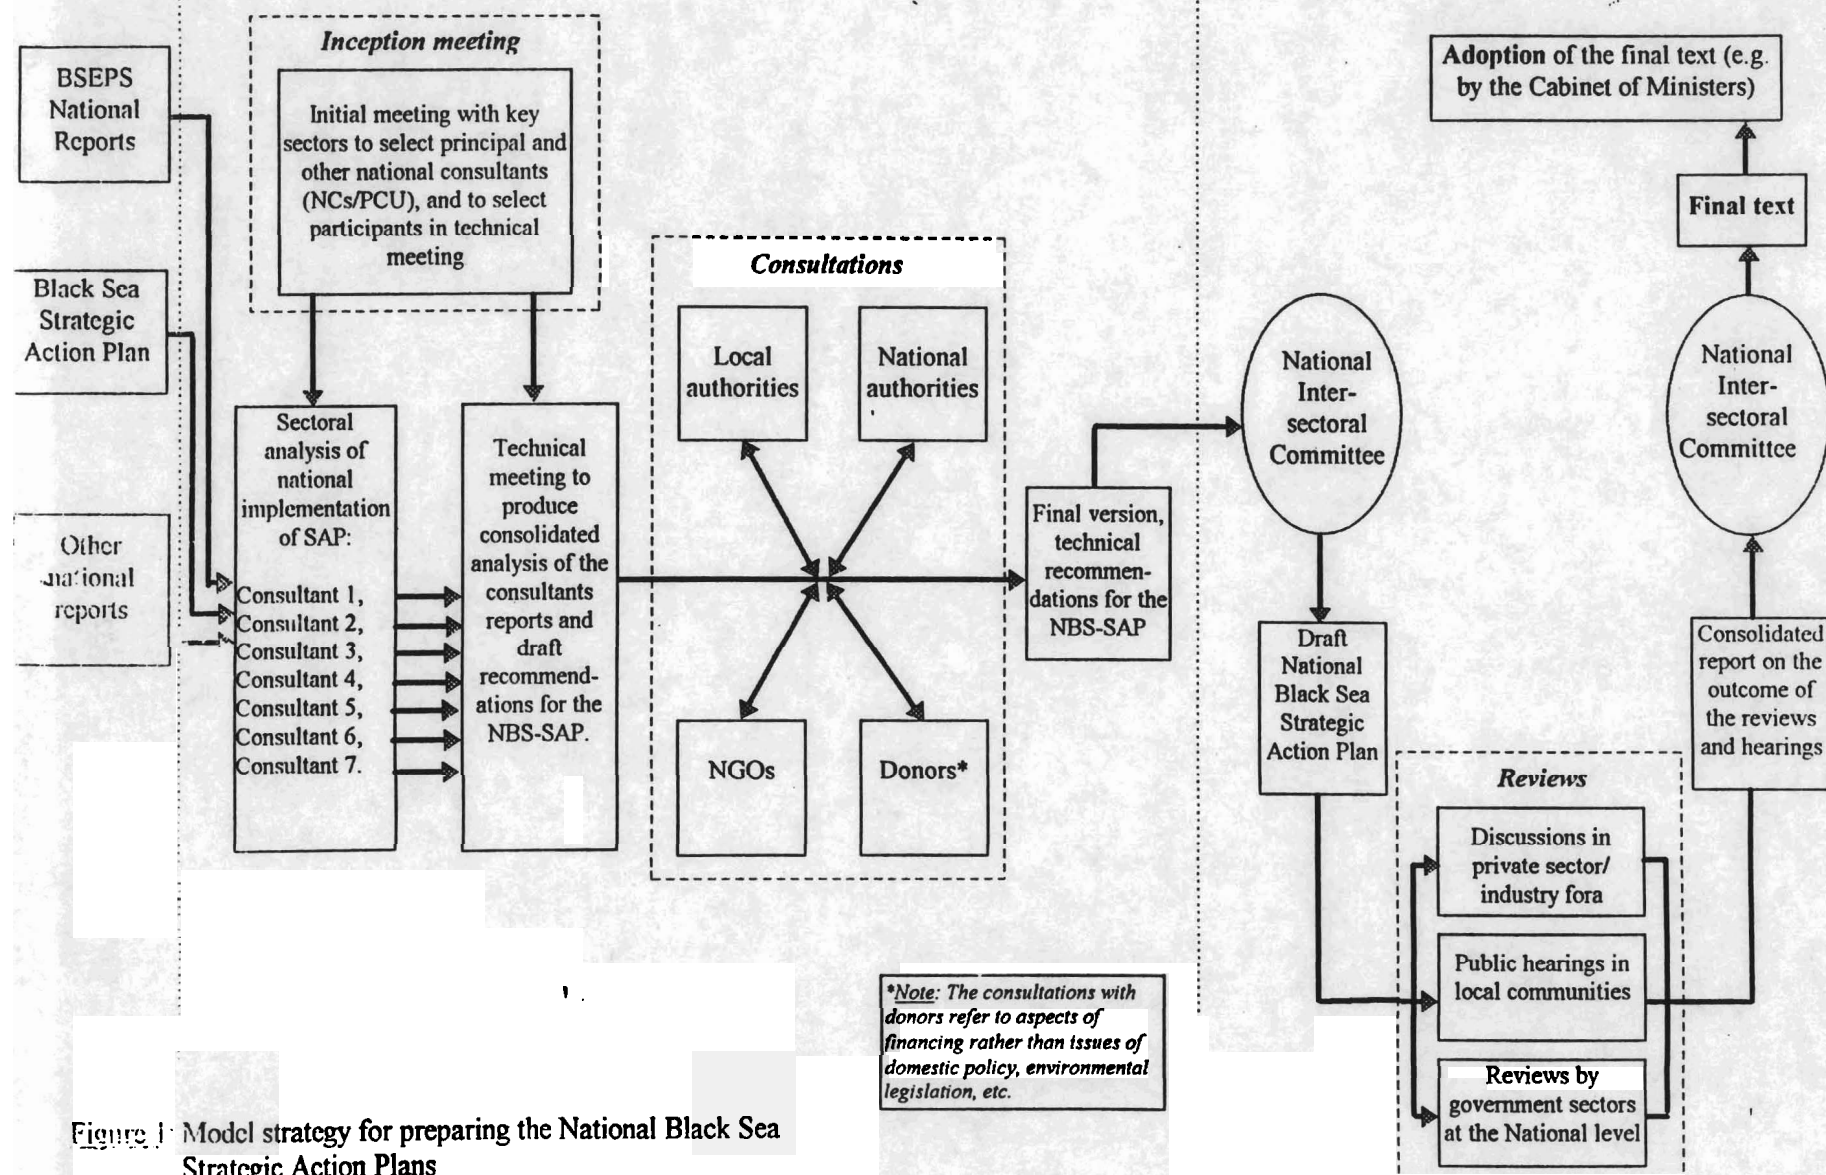 BSEPS
National
Reports
Black Sea
Strategic
Action Plan
Other
national
reports
Inception meeting
Initial meeting with key
sectors to select principal and
other national consultants
(NCs/PCU), and to select
participants in technical
meeting
Sectoral
analysis of
national
implementation
of SAP:
Consultant 1,
Consultant 2,
Consultant 3,
Consultant 4,
Consultant 5,
Consultant 6,
Consultant 7.
Technical
meeting to
produce
consolidated
analysis of the
consultants
reports and
draft
recommend-
ations for the
NBS-SAP.
Consultations
Local
authorities
National
authorities
NGOs
Donors*
Final version,
technical
recommen-
dations for the
NBS-SAP
National
Inter-
sectoral
Committee
Draft
National
Black Sea
Strategic
Action Plan
Reviews
Discussions in
private sector/
industry fora
Public hearings in
local communities
Reviews by
government sectors
at the National level
Consolidated
report on the
outcome of
the reviews
and hearings
National
Inter-
sectoral
Committee
Final text
Adoption of the final text (e.g.
by the Cabinet of Ministers)
*Note: The consultations with
donors refer to aspects of
financing rather than issues of
domestic policy, environmental
legislation, etc.
Figure 1: Model strategy for preparing the National Black Sea
Strategic Action Plans